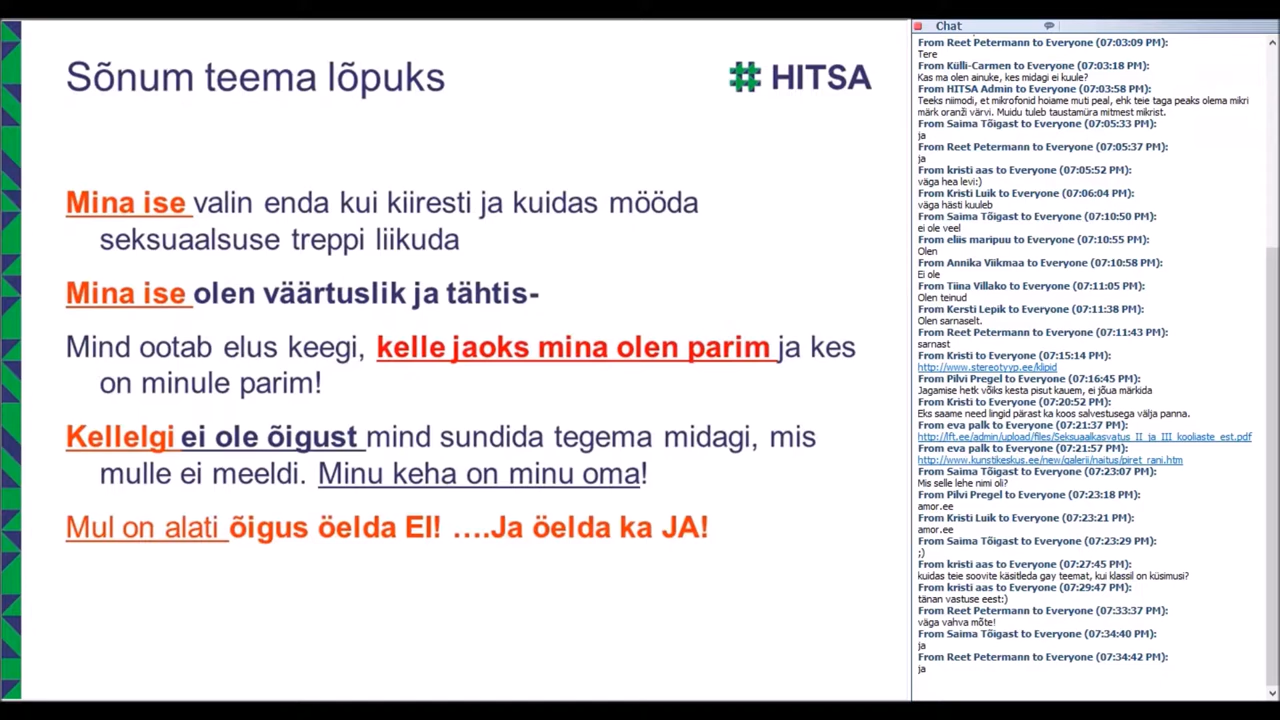 Sõnum teema lõpuks
HITSA
Mina ise valin enda kui kiiresti ja kuidas mööda
seksuaalsuse treppi liikuda
Mina ise olen väärtuslik ja tähtis-
Mind ootab elus keegi, kelle jaoks mina olen parim ja kes
on minule parim!
Kellelgi ei ole õigust mind sundida tegema midagi, mis
mulle ei meeldi. Minu keha on minu oma!
Mul on alati õigus öelda EI! ….Ja öelda ka JA!
Chat
From Reet Petermann to Everyone (07:03:09 PM):
Tere
From Külli-Carmen to Everyone (07:03:18 PM):
Kas ma olen ainuke, kes midagi ei kuule?
From HITSA Admin to Everyone (07:03:58 PM):
Teeks niimodi, et mikrofonid hoiame muti peal, ehk teie taga peaks olema mikri
märk oranži värvi. Muidu tuleb taustamüra mitmest mikrist.
From Saima Tõigast to Everyone (07:05:33 PM):
ja
From Reet Petermann to Everyone (07:05:37 PM):
ja
From kristi aas to Everyone (07:05:52 PM):
väga hea levi:)
From Kristi Luik to Everyone (07:06:04 PM):
väga hästi kuuleb
From Saima Tõigast to Everyone (07:10:50 PM):
ei ole veel
From eliis maripuu to Everyone (07:10:55 PM):
Olen
From Annika Viikmaa to Everyone (07:10:58 PM):
Ei ole
From Tiina Villako to Everyone (07:11:05 PM):
Olen teinud
From Kersti Lepik to Everyone (07:11:38 PM):
Olen sarnaselt.
From Reet Petermann to Everyone (07:11:43 PM):
sarnast
From Kristi to Everyone (07:15:14 PM):
http://www.stereotyyp.ee/klipid
From Pilvi Pregel to Everyone (07:16:45 PM):
Jagamise hetk võiks kesta pisut kauem, ei jõua märkida
From Kristi to Everyone (07:20:52 PM):
Eks saame need lingid pärast ka koos salvestusega välja panna.
From eva palk to Everyone (07:21:37 PM):
http://lft.ee/admin/upload/files/Seksuaalkasvatus_II_ja_III_kooliaste_est.pdf
From eva palk to Everyone (07:21:57 PM):
http://www.kunstikeskus.ee/new/galerii/naitus/piret_rani.htm
From Saima Tõigast to Everyone (07:23:07 PM):
Mis selle lehe nimi oli?
From Pilvi Pregel to Everyone (07:23:18 PM):
amor.ee
From Kristi Luik to Everyone (07:23:21 PM):
amor.ee
From Saima Tõigast to Everyone (07:23:29 PM):
;)
From kristi aas to Everyone (07:27:45 PM):
kuidas teie soovite käsitleda gay teemat, kui klassil on küsimusi?
From kristi aas to Everyone (07:29:47 PM):
tänan vastuse eest:)
From Reet Petermann to Everyone (07:33:37 PM):
väga vahva mõte!
From Saima Tõigast to Everyone (07:34:40 PM):
ja
From Reet Petermann to Everyone (07:34:42 PM):
ja